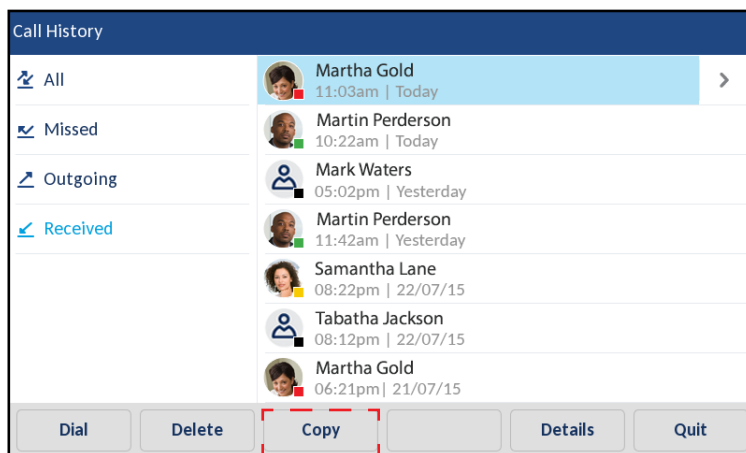 Call History
All
Missed
Outgoing
Received
Martha Gold
11:03am | Today
Martin Perderson
10:22am | Today
Mark Waters
05:02pm | Yesterday
Martin Perderson
11:42am | Yesterday
Samantha Lane
08:22pm | 22/07/15
Tabatha Jackson
08:12pm | 22/07/15
Martha Gold
06:21pm| 21/07/15
Dial Delete Copy Details Quit